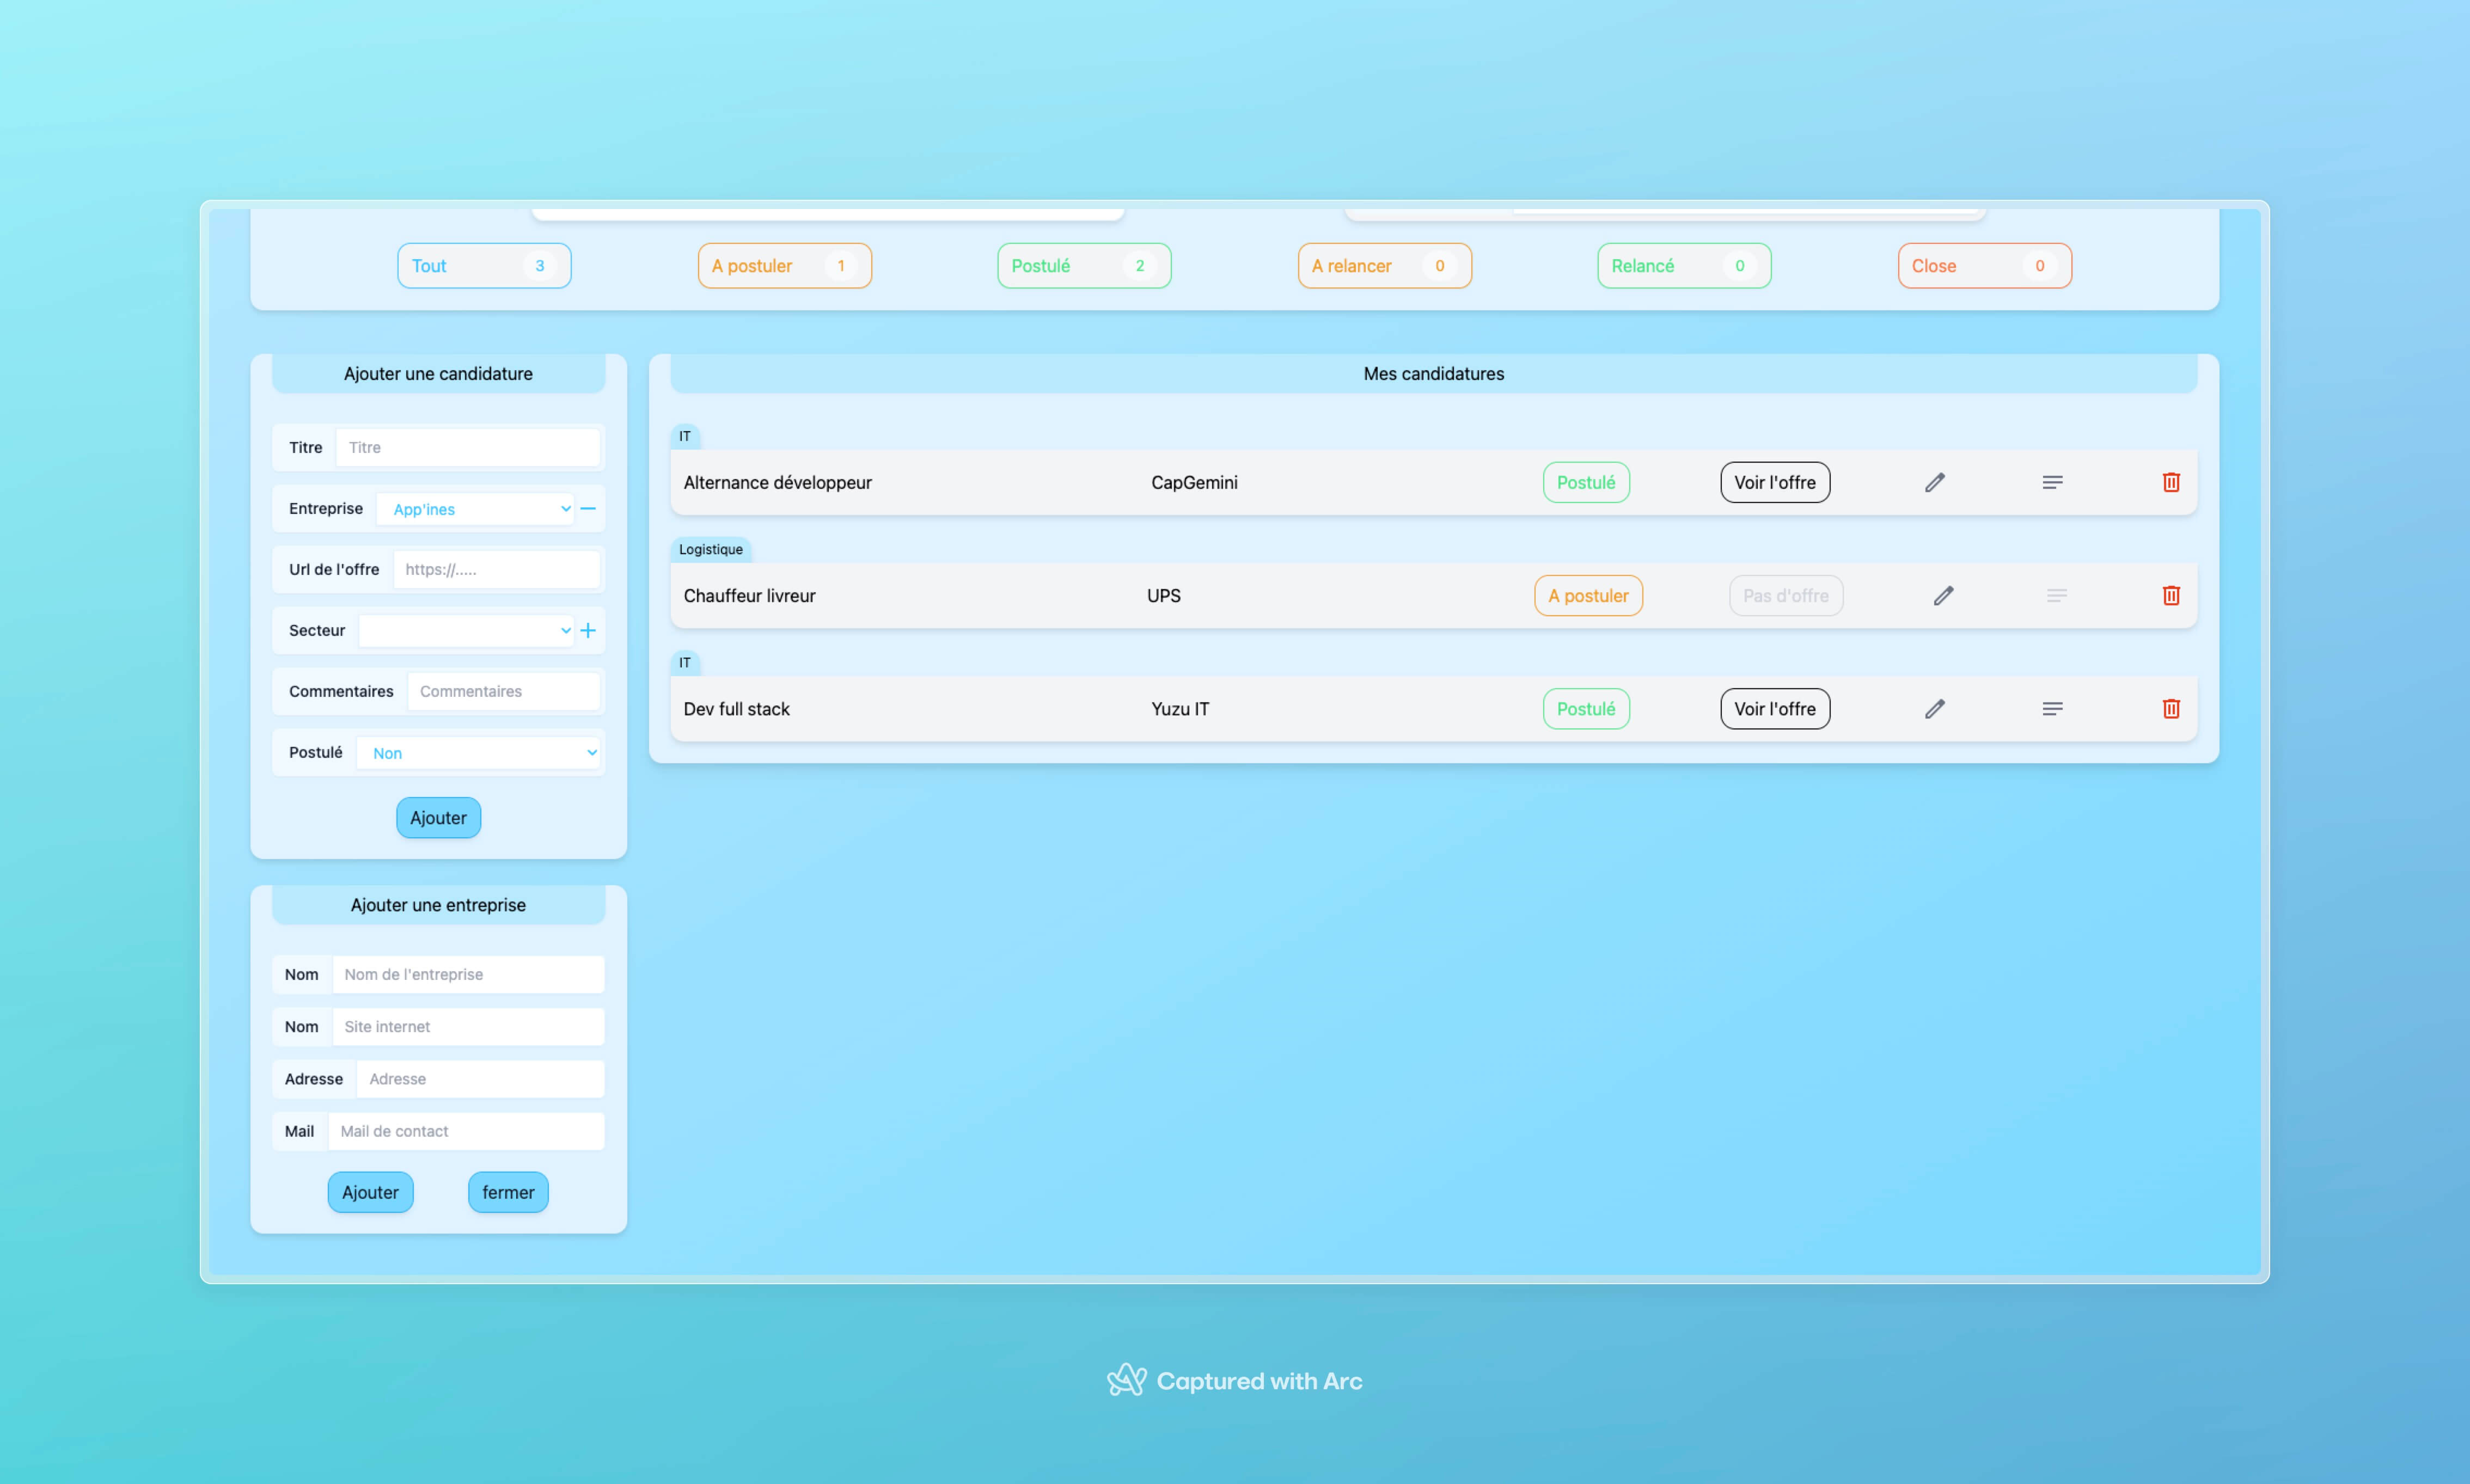 Tout 3 A postuler 1 Postulé 2 A relancer 0 Relancé 0 Close 0
Ajouter une candidature
Titre Titre
Entreprise App'ines
Url de l'offre https://.....
Secteur
Commentaires Commentaires
Postulé Non
Ajouter
Ajouter une entreprise
Nom Nom de l'entreprise
Nom Site internet
Adresse Adresse
Mail Mail de contact
Ajouter fermer
Mes candidatures
IT
Alternance développeur CapGemini Postulé Voir l'offre
Logistique
Chauffeur livreur UPS A postuler Pas d'offre
IT
Dev full stack Yuzu IT Postulé Voir l'offre
Captured with Arc